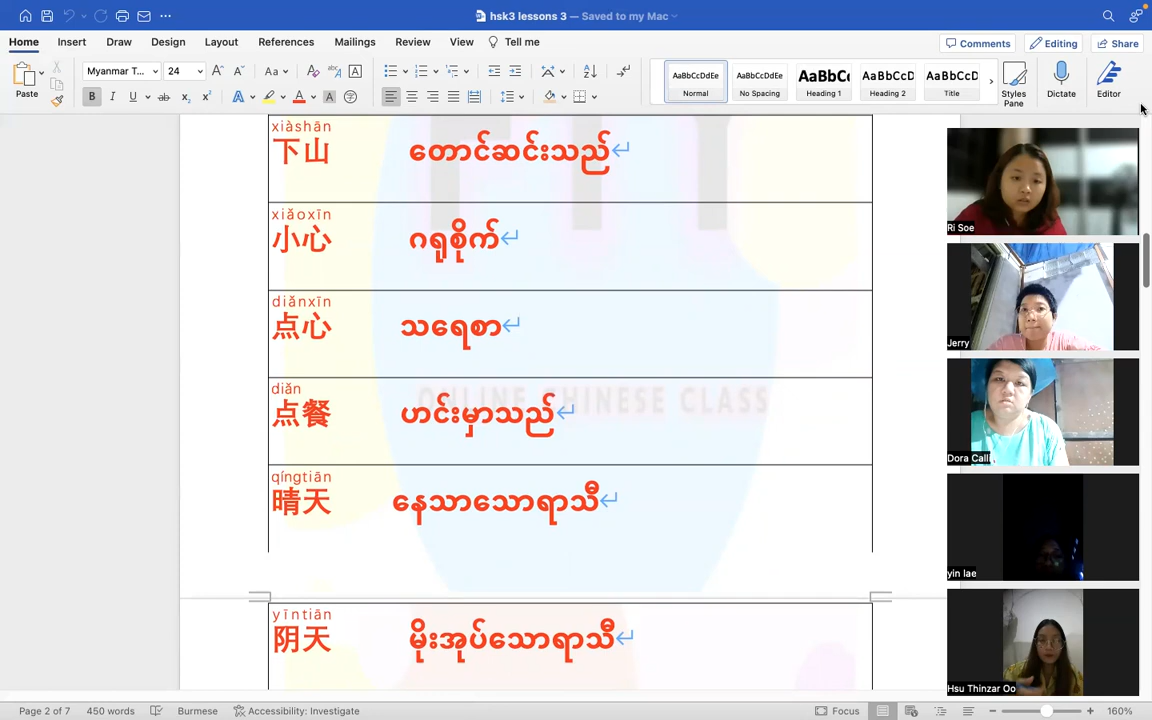 hsk3 lessons 3 — Saved to my Mac
Home Insert Draw Design Layout References Mailings Review View Tell me Comments Editing Share
Paste
Myanmar T... 24
AaBbCcDdEe AaBbCcDdEe AaBbC AaBbCcD AaBbCcDdE
Normal No Spacing Heading 1 Heading 2 Title
Styles Pane Dictate Editor
xiàshān
下山 တောင်ဆင်းသည်
xiǎoxīn
小心 ဂရုစိုက်
diǎnxīn
点心 သရေစာ
diǎn
点餐 ဟင်းမှာသည်
ONLINE CHINESE CLASS
qíngtiān
晴天 နေသာသောရာသီ
yīntiān
阴天 မိုးအုပ်သောရာသီ
Ri Soe
Jerry
Dora Calli
yin lae
Hsu Thinzar Oo
Page 2 of 7 450 words Burmese Accessibility: Investigate Focus 160%